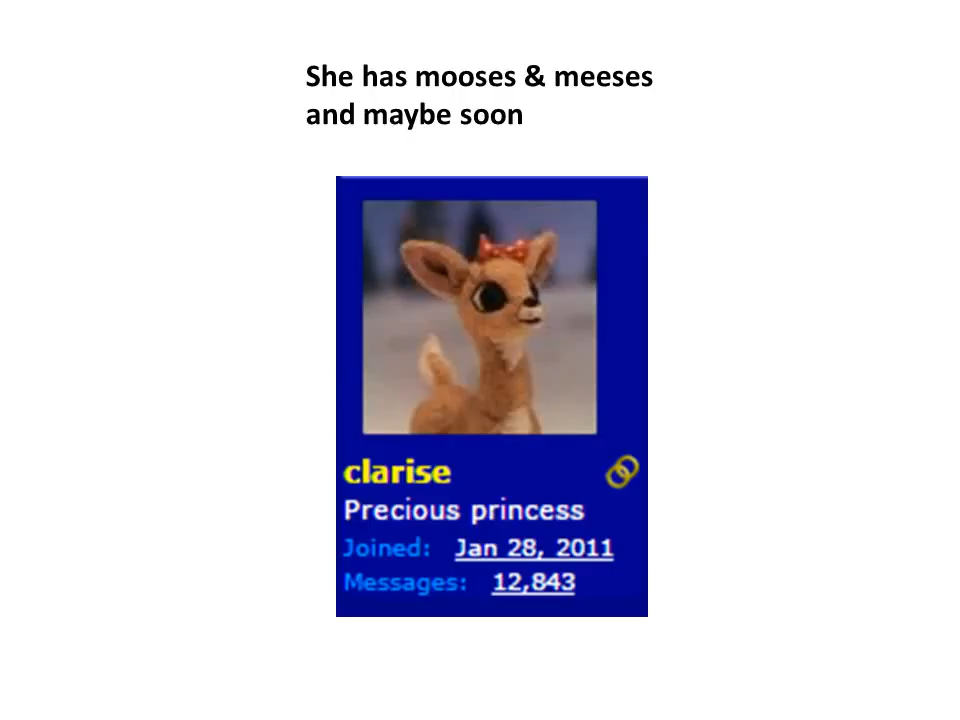 She has mooses & meeses
and maybe soon
clarise
Precious princess
Joined: Jan 28, 2011
Messages: 12,843